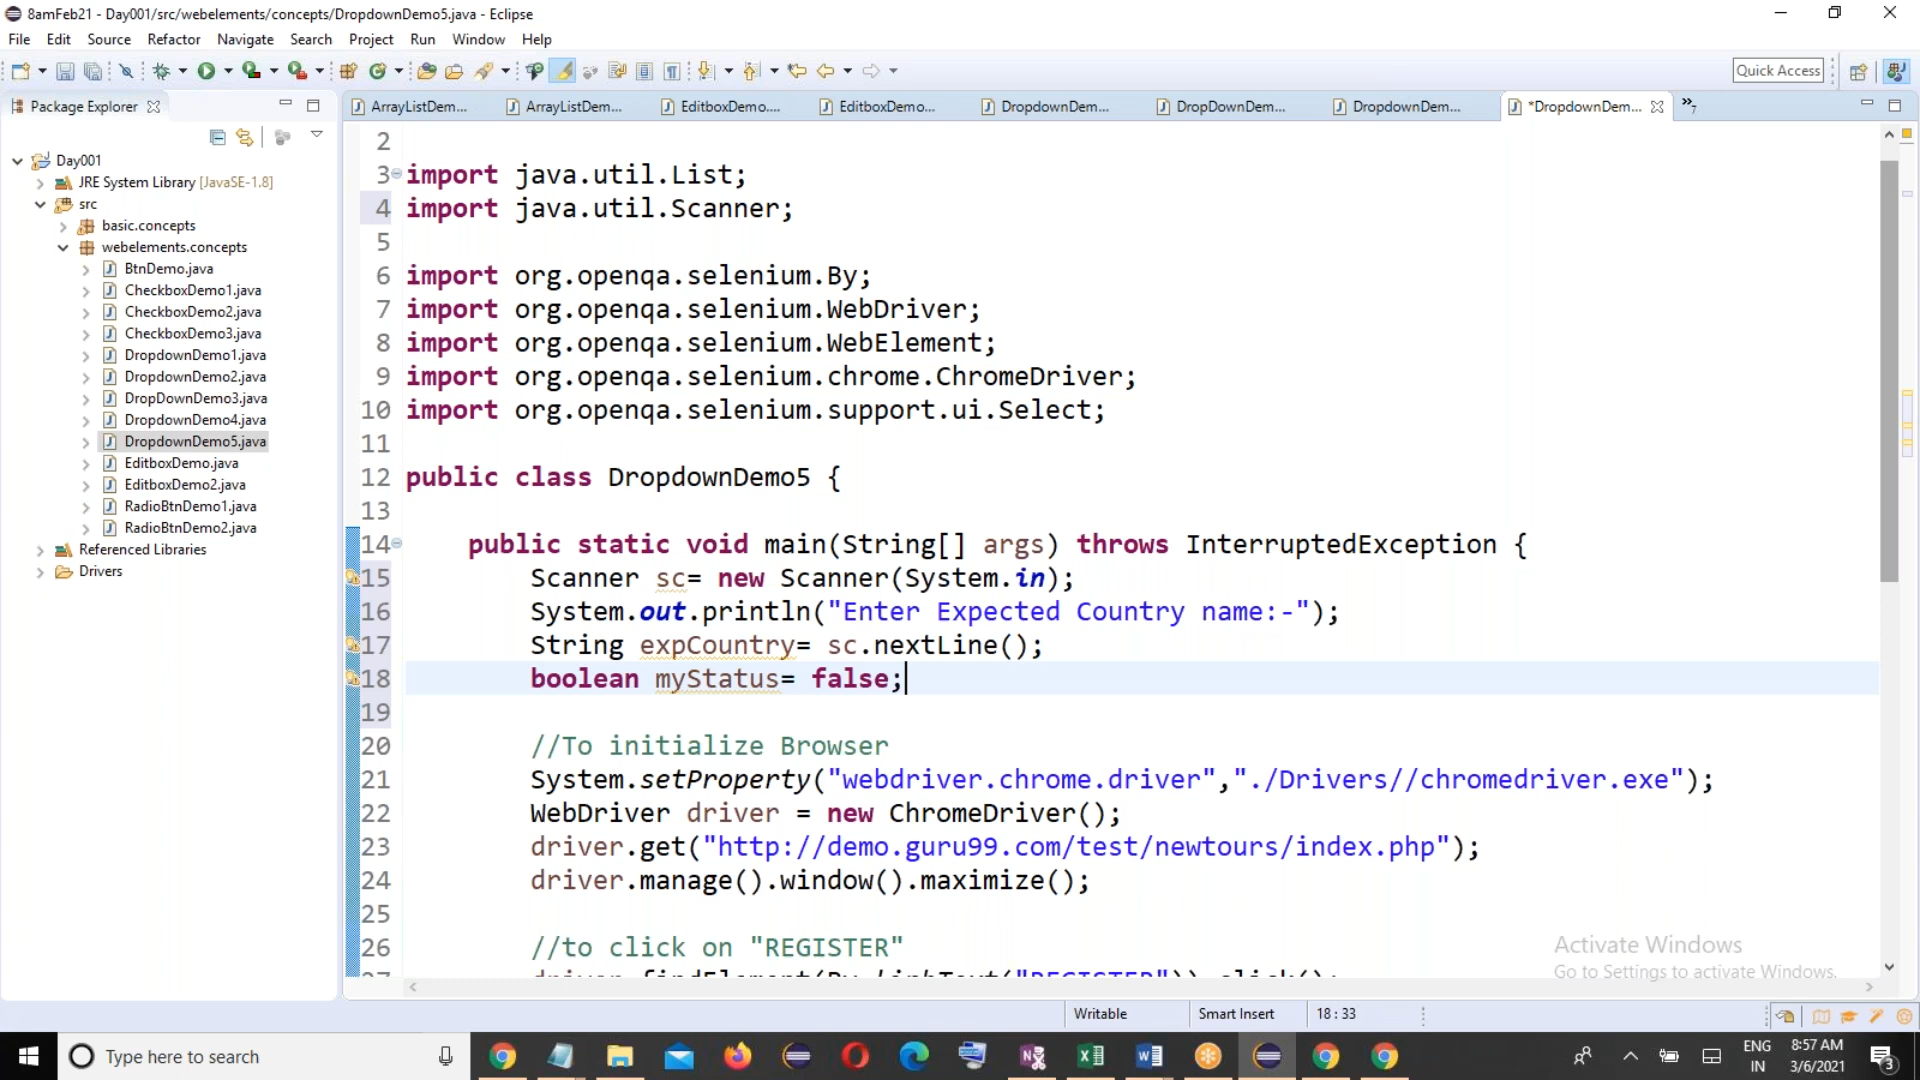 8amFeb21 - Day001/src/webelements/concepts/DropdownDemo5.java - Eclipse
File Edit Source Refactor Navigate Search Project Run Window Help
Quick Access
Package Explorer
ArrayListDem... ArrayListDem... EditboxDemo.... EditboxDemo... DropdownDem... DropDownDem... DropdownDem... *DropdownDem... »7
Day001
JRE System Library [JavaSE-1.8]
src
basic.concepts
webelements.concepts
BtnDemo.java
CheckboxDemo1.java
CheckboxDemo2.java
CheckboxDemo3.java
DropdownDemo1.java
DropdownDemo2.java
DropDownDemo3.java
DropdownDemo4.java
DropdownDemo5.java
EditboxDemo.java
EditboxDemo2.java
RadioBtnDemo1.java
RadioBtnDemo2.java
Referenced Libraries
Drivers
2
3 import java.util.List;
4 import java.util.Scanner;
5
6 import org.openqa.selenium.By;
7 import org.openqa.selenium.WebDriver;
8 import org.openqa.selenium.WebElement;
9 import org.openqa.selenium.chrome.ChromeDriver;
10 import org.openqa.selenium.support.ui.Select;
11
12 public class DropdownDemo5 {
13
14 public static void main(String[] args) throws InterruptedException {
15 Scanner sc= new Scanner(System.in);
16 System.out.println("Enter Expected Country name:-");
17 String expCountry= sc.nextLine();
18 boolean myStatus= false;
19
20 //To initialize Browser
21 System.setProperty("webdriver.chrome.driver","./Drivers//chromedriver.exe");
22 WebDriver driver = new ChromeDriver();
23 driver.get("http://demo.guru99.com/test/newtours/index.php");
24 driver.manage().window().maximize();
25
26 //to click on "REGISTER"
27 driver.findElement(By.linkText("REGISTER")).click();
Activate Windows
Go to Settings to activate Windows.
Writable Smart Insert 18 : 33
Type here to search
ENG
IN
8:57 AM
3/6/2021
3